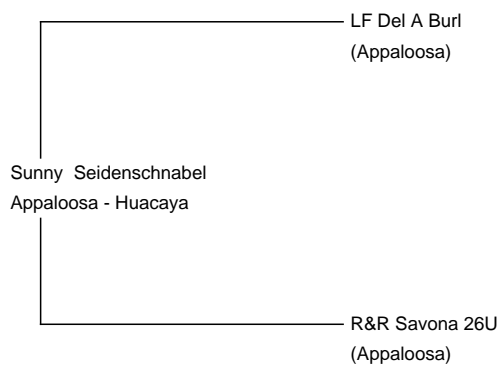 LF Del A Burl
(Appaloosa)
Sunny  Seidenschnabel
Appaloosa - Huacaya
R&R Savona 26U
(Appaloosa)